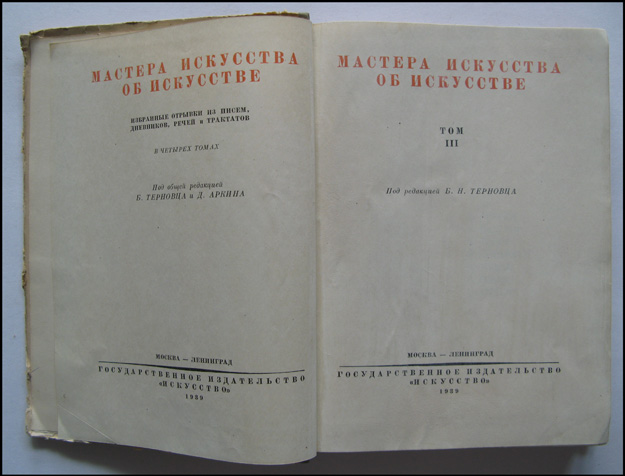 МАСТЕРА ИСКУССТВА
ОБ ИСКУССТВЕ
ИЗБРАННЫЕ ОТРЫВКИ ИЗ ПИСЕМ,
ДНЕВНИКОВ, РЕЧЕЙ и ТРАКТАТОВ
В ЧЕТЫРЕХ ТОМАХ
Под общей редакцией
Б. ТЕРНОВЦА и Д. АРКИНА
МОСКВА — ЛЕНИНГРАД
ГОСУДАРСТВЕННОЕ ИЗДАТЕЛЬСТВО
«ИСКУССТВО»
1939
МАСТЕРА ИСКУССТВА
ОБ ИСКУССТВЕ
ТОМ
III
Под редакцией Б. Н. ТЕРНОВЦА
МОСКВА — ЛЕНИНГРАД
ГОСУДАРСТВЕННОЕ ИЗДАТЕЛЬСТВО
«ИСКУССТВО»
1939